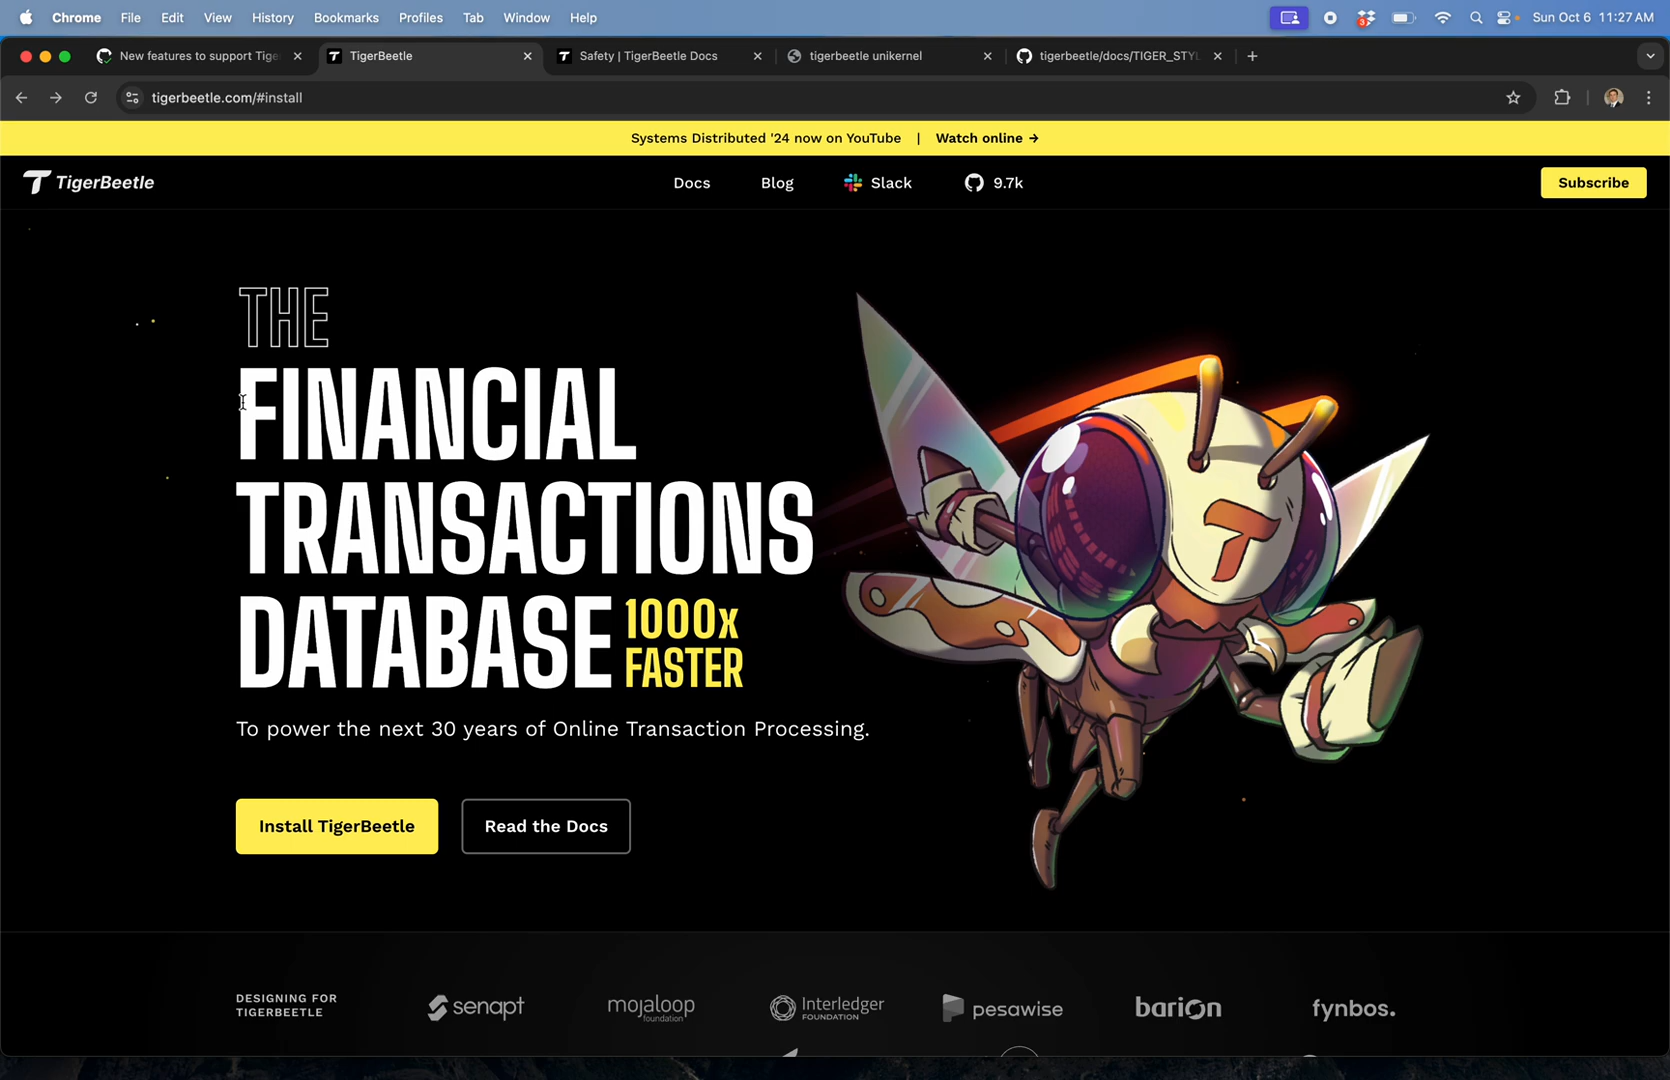 Chrome File Edit View History Bookmarks Profiles Tab Window Help 3 Sun Oct 6 11:27 AM
New features to support Tige
TigerBeetle
Safety | TigerBeetle Docs
tigerbeetle unikernel
tigerbeetle/docs/TIGER_STYL
tigerbeetle.com/#install
Systems Distributed '24 now on YouTube | Watch online →
TigerBeetle Docs Blog Slack 9.7k Subscribe
THE
FINANCIAL
TRANSACTIONS
DATABASE 1000x
FASTER
T
To power the next 30 years of Online Transaction Processing.
Install TigerBeetle Read the Docs
DESIGNING FOR
TIGERBEETLE
senapt
mojaloop
foundation
Interledger
FOUNDATION
pesawise
barion
fynbos.